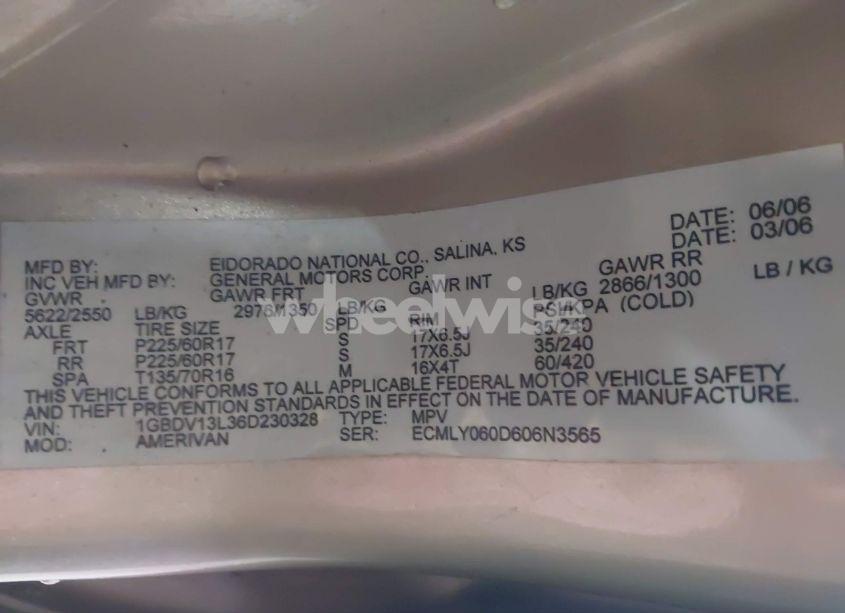 MFD BY: EIDORADO NATIONAL CO., SALINA, KS DATE: 06/06
INC VEH MFD BY: GENERAL MOTORS CORP. DATE: 03/06
GVWR GAWR FRT GAWR INT GAWR RR
5622/2550 LB/KG 2976/1350 LB/KG LB/KG 2866/1300 LB / KG
AXLE TIRE SIZE SPD RIM PSI/KPA (COLD)
FRT P225/60R17 S 17X6.5J 35/240
RR P225/60R17 S 17X6.5J 35/240
SPA T135/70R16 M 16X4T 60/420
THIS VEHICLE CONFORMS TO ALL APPLICABLE FEDERAL MOTOR VEHICLE SAFETY
AND THEFT PREVENTION STANDARDS IN EFFECT ON THE DATE OF MANUFACTURE.
VIN: 1GBDV13L36D230328 TYPE: MPV
MOD: AMERIVAN SER: ECMLY060D606N3565
wheelwise